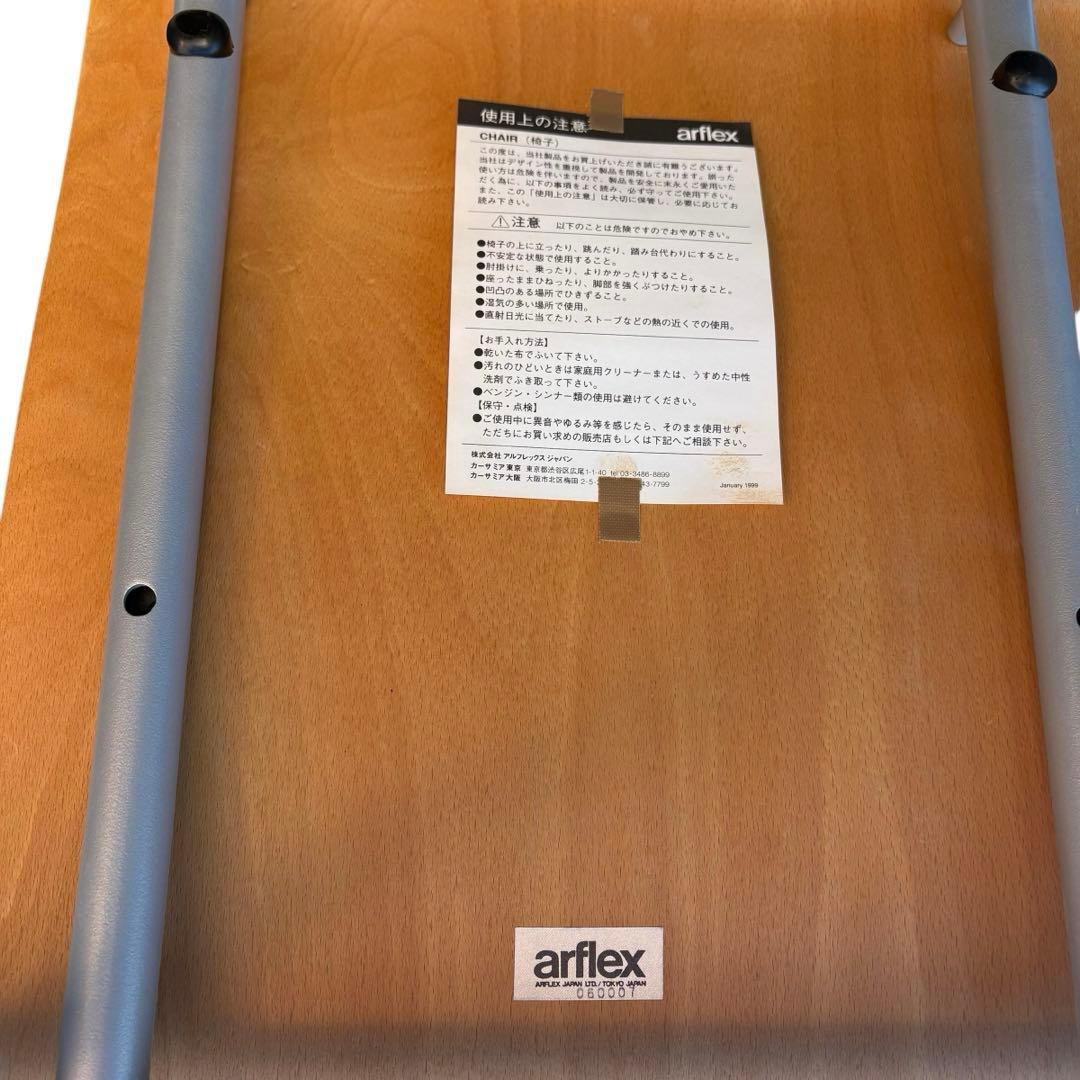 使用上の注意
arflex
CHAIR（椅子）
この度は、当社製品をお買上げいただき誠に有難うございます。
当社はデザイン性を重視して製品を開発しております。誤った
使い方は危険を伴いますので、製品を安全に末永くご愛用いた
だく為に、以下の事項をよく読み、必ず守ってご使用下さい。
また、この「使用上の注意」は大切に保管し、必要に応じてお
読み下さい。
⚠注意 以下のことは危険ですのでおやめ下さい。
●椅子の上に立ったり、跳んだり、踏み台代わりにすること。
●不安定な状態で使用すること。
●肘掛けに、乗ったり、よりかかったりすること。
●座ったままひねったり、脚部を強くぶつけたりすること。
●凹凸のある場所でひきずること。
●湿気の多い場所で使用。
●直射日光に当てたり、ストーブなどの熱の近くでの使用。
【お手入れ方法】
●乾いた布でふいて下さい。
●汚れのひどいときは家庭用クリーナーまたは、うすめた中性
洗剤でふき取って下さい。
●ベンジン・シンナー類の使用は避けてください。
【保守・点検】
●ご使用中に異音やゆるみ等を感じたら、そのまま使用せず、
ただちにお買い求めの販売店もしくは下記へご相談下さい。
株式会社 アルフレックス ジャパン
カーサミア東京 東京都渋谷区広尾1-1-40 tel 03-3486-8899
カーサミア大阪 大阪市北区梅田2-5- 43-7799
January 1999
arflex
ARFLEX JAPAN LTD./TOKYO JAPAN
060007